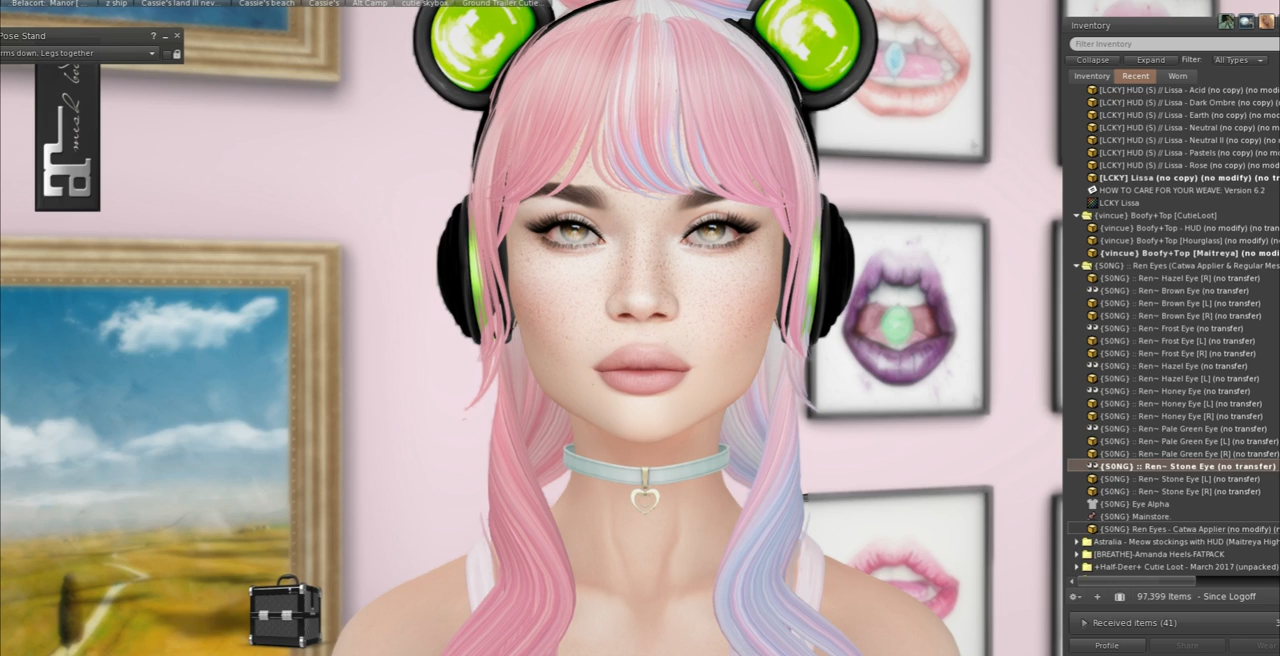 Belacort. Manor [ ...
z ship
Cassie's land ill nev...
Cassie's beach
Cassie's
Alt Camp
cutie skybox
Ground Trailer Cutie...
Pose Stand
? _ ×
rms down, Legs together
mesh
Inventory
Filter Inventory
Collapse Expand Filter: All Types
Inventory Recent Worn
[LCKY] HUD (S) // Lissa - Acid (no copy) (no modi
[LCKY] HUD (S) // Lissa - Dark Ombre (no copy) (n
[LCKY] HUD (S) // Lissa - Earth (no copy) (no mo
[LCKY] HUD (S) // Lissa - Neutral (no copy) (no m
[LCKY] HUD (S) // Lissa - Neutral II (no copy) (no
[LCKY] HUD (S) // Lissa - Pastels (no copy) (no m
[LCKY] HUD (S) // Lissa - Rose (no copy) (no mod
[LCKY] Lissa (no copy) (no modify) (no tr
HOW TO CARE FOR YOUR WEAVE: Version 6.2
LCKY Lissa
{vincue} Boofy+Top [CutieLoot]
{vincue} Boofy+Top - HUD (no modify) (no tran
{vincue} Boofy+Top [Hourglass] (no modify) (n
{vincue} Boofy+Top [Maitreya] (no modi
{S0NG} :: Ren Eyes (Catwa Applier & Regular Mes
{S0NG} :: Ren~ Hazel Eye [R] (no transfer)
{S0NG} :: Ren~ Brown Eye (no transfer)
{S0NG} :: Ren~ Brown Eye [L] (no transfer)
{S0NG} :: Ren~ Brown Eye [R] (no transfer)
{S0NG} :: Ren~ Frost Eye (no transfer)
{S0NG} :: Ren~ Frost Eye [L] (no transfer)
{S0NG} :: Ren~ Frost Eye [R] (no transfer)
{S0NG} :: Ren~ Hazel Eye (no transfer)
{S0NG} :: Ren~ Hazel Eye [L] (no transfer)
{S0NG} :: Ren~ Honey Eye (no transfer)
{S0NG} :: Ren~ Honey Eye [L] (no transfer)
{S0NG} :: Ren~ Honey Eye [R] (no transfer)
{S0NG} :: Ren~ Pale Green Eye (no transfer)
{S0NG} :: Ren~ Pale Green Eye [L] (no transfer)
{S0NG} :: Ren~ Pale Green Eye [R] (no transfer)
{S0NG} :: Ren~ Stone Eye (no transfer)
{S0NG} :: Ren~ Stone Eye [L] (no transfer)
{S0NG} :: Ren~ Stone Eye [R] (no transfer)
{S0NG} Eye Alpha
{S0NG} Mainstore.
{S0NG} Ren Eyes - Catwa Applier (no modify) (n
Astralia - Meow stockings with HUD (Maitreya High
[BREATHE]-Amanda Heels-FATPACK
+Half-Deer+ Cutie Loot - March 2017 (unpacked)
97,399 Items - Since Logoff
Received items (41)
Profile Share Wear